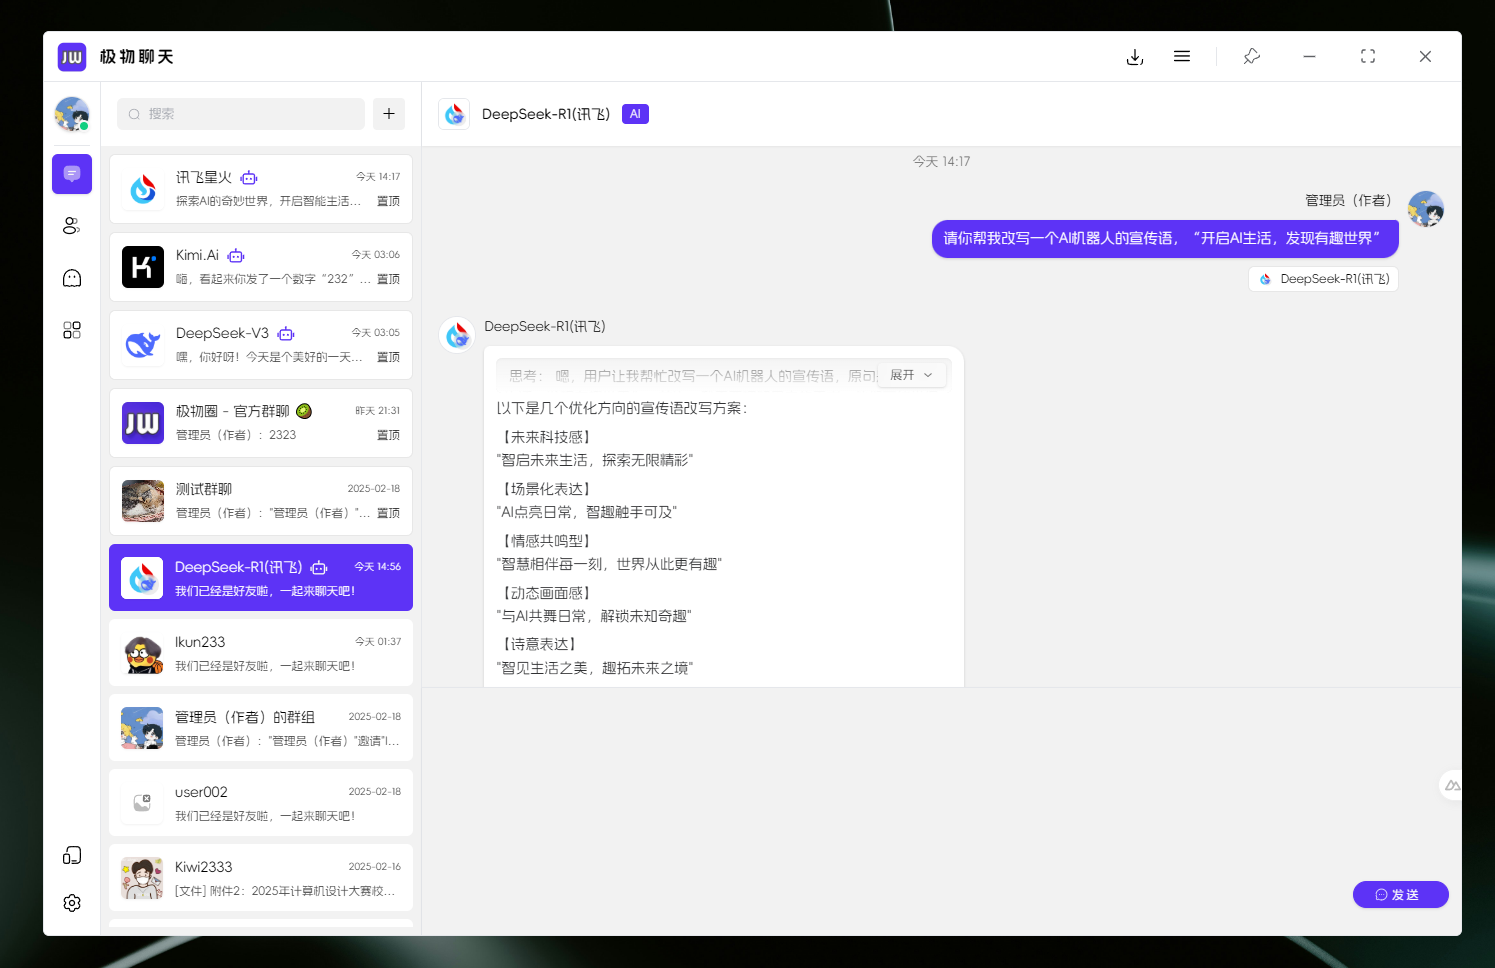 JW 极物聊天
搜索
讯飞星火 今天 14:17
探索AI的奇妙世界，开启智能生活... 置顶
Kimi.Ai 今天 03:06
嗨，看起来你发了一个数字“232” ... 置顶
DeepSeek-V3 今天 03:05
嘿，你好呀！今天是个美好的一天... 置顶
JW
极物圈 - 官方群聊 昨天 21:31
管理员（作者）: 2323 置顶
测试群聊 2025-02-18
管理员（作者）: "管理员（作者）"... 置顶
DeepSeek-R1(讯飞) 今天 14:56
我们已经是好友啦，一起来聊天吧！
Ikun233 今天 01:37
我们已经是好友啦，一起来聊天吧！
管理员（作者）的群组 2025-02-18
管理员（作者）: "管理员（作者）"邀请"I...
user002 2025-02-18
我们已经是好友啦，一起来聊天吧！
Kiwi2333 2025-02-16
[文件] 附件2：2025年计算机设计大赛校...
DeepSeek-R1(讯飞) AI
今天 14:17
管理员（作者）
请你帮我改写一个AI机器人的宣传语，“开启AI生活，发现有趣世界”
DeepSeek-R1(讯飞)
DeepSeek-R1(讯飞)
思考： 嗯，用户让我帮忙改写一个AI机器人的宣传语，原句 展开
以下是几个优化方向的宣传语改写方案：
【未来科技感】
"智启未来生活，探索无限精彩"
【场景化表达】
"AI点亮日常，智趣触手可及"
【情感共鸣型】
"智慧相伴每一刻，世界从此更有趣"
【动态画面感】
"与AI共舞日常，解锁未知奇趣"
【诗意表达】
"智见生活之美，趣拓未来之境"
发送